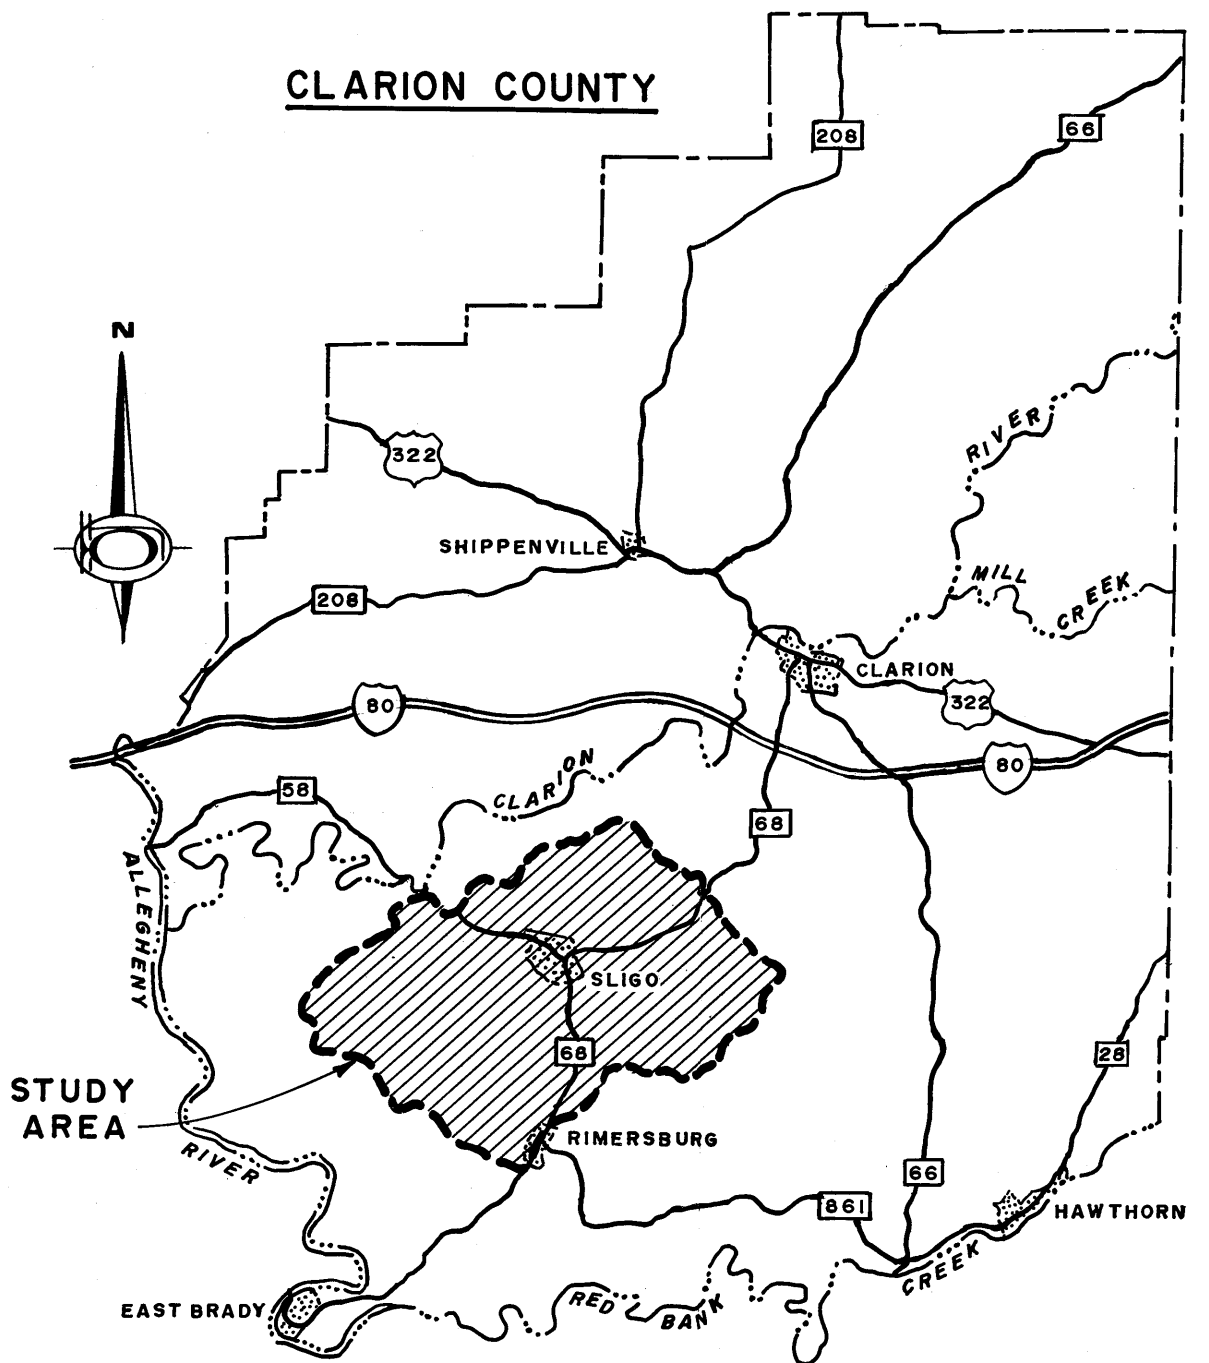 CLARION COUNTY
208
66
N
322
RIVER
SHIPPENVILLE
MILL
CREEK
208
CLARION
322
80
80
CLARION
58
68
ALLEGHENY
SLIGO
68
28
STUDY
AREA
RIMERSBURG
RIVER
66
861
HAWTHORN
CREEK
EAST BRADY
RED
BANK